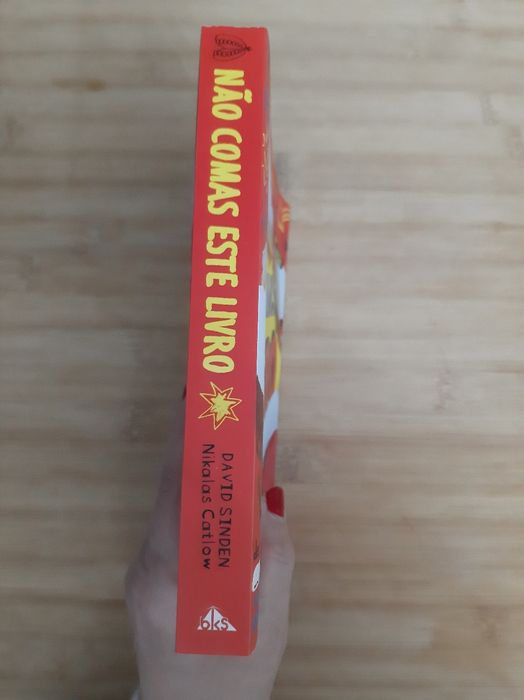 NÃO COMAS ESTE LIVRO
DAVID SINDEN
Nikalas Catlow
bks